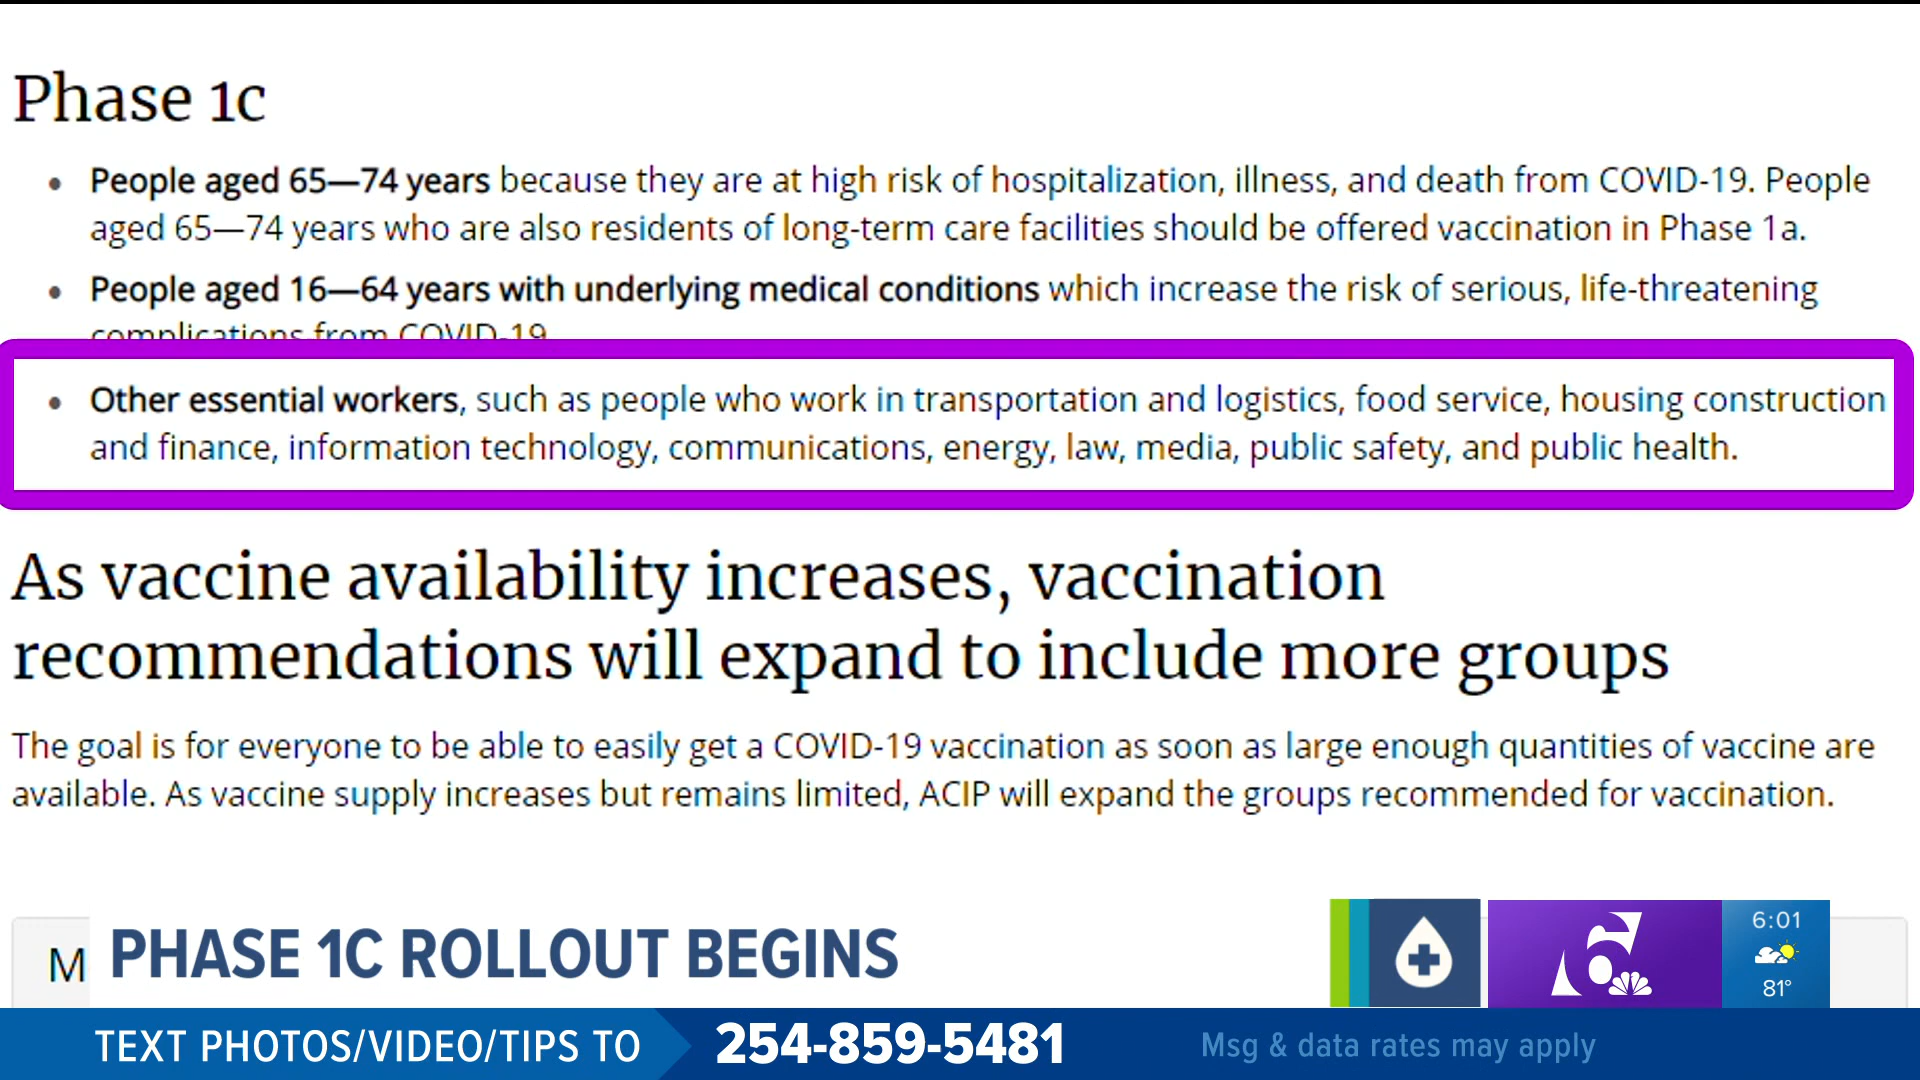 Phase 1c
• People aged 65—74 years because they are at high risk of hospitalization, illness, and death from COVID-19. People
aged 65—74 years who are also residents of long-term care facilities should be offered vaccination in Phase 1a.
• People aged 16—64 years with underlying medical conditions which increase the risk of serious, life-threatening
complications from COVID-19.
• Other essential workers, such as people who work in transportation and logistics, food service, housing construction
and finance, information technology, communications, energy, law, media, public safety, and public health.
As vaccine availability increases, vaccination
recommendations will expand to include more groups
The goal is for everyone to be able to easily get a COVID-19 vaccination as soon as large enough quantities of vaccine are
available. As vaccine supply increases but remains limited, ACIP will expand the groups recommended for vaccination.
M
PHASE 1C ROLLOUT BEGINS
6
6:01
81°
TEXT PHOTOS/VIDEO/TIPS TO 254-859-5481 Msg & data rates may apply